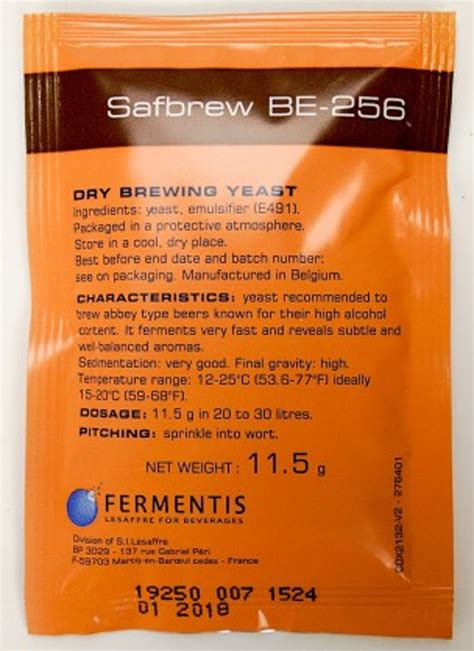 Safbrew BE-256
DRY BREWING YEAST
Ingredients: yeast, emulsifier (E491).
Packaged in a protective atmosphere.
Store in a cool, dry place.
Best before end date and batch number:
see on packaging. Manufactured in Belgium.
CHARACTERISTICS: yeast recommended to
brew abbey type beers known for their high alcohol
content. It ferments very fast and reveals subtle and
well-balanced aromas.
Sedimentation: very good. Final gravity: high.
Temperature range: 12-25°C (53.6-77°F) ideally
15-20°C (59-68°F).
DOSAGE: 11.5 g in 20 to 30 litres.
PITCHING: sprinkle into wort.
NET WEIGHT: 11.5 g
FERMENTIS
LESAFFRE FOR BEVERAGES
Division of S.I.Lesaffre
BP 3029 - 137 rue Gabriel Péri
F-59703 Marcq-en-Baroeul cedex - France
19250 007 1524
01 2018